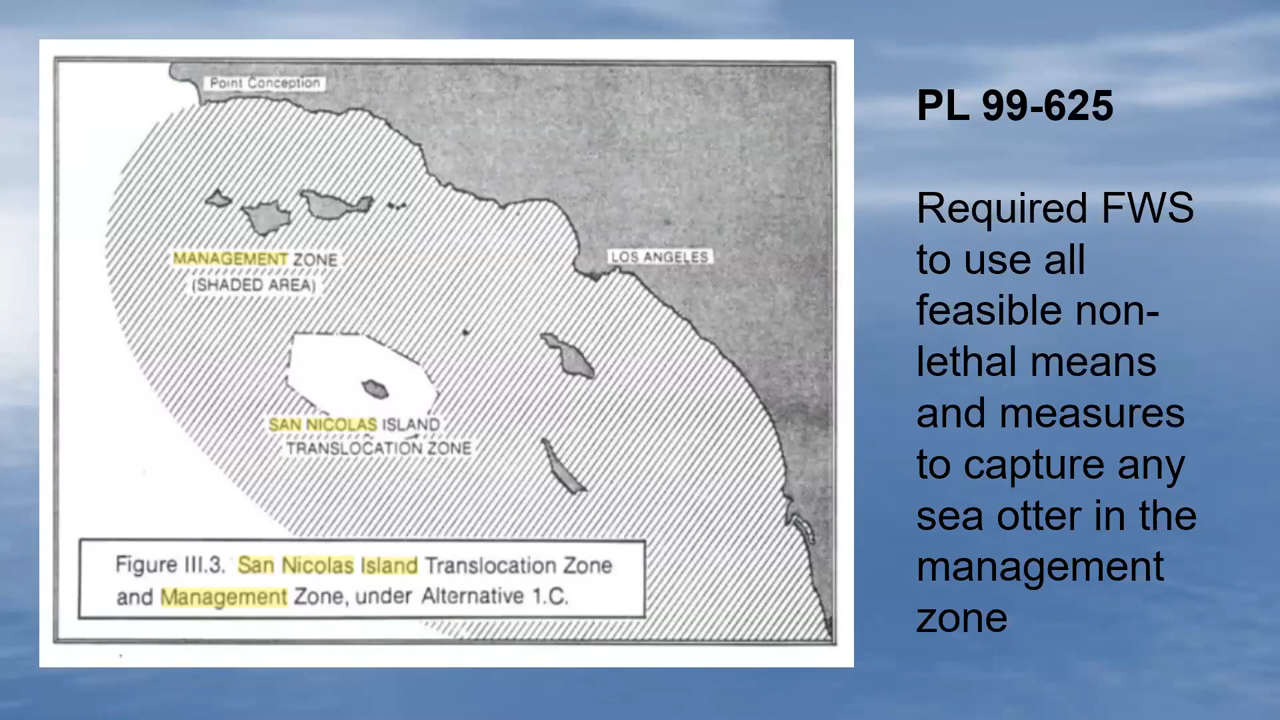 Point Conception
MANAGEMENT ZONE
(SHADED AREA)
LOS ANGELES
SAN NICOLAS ISLAND
TRANSLOCATION ZONE
Figure III.3. San Nicolas Island Translocation Zone
and Management Zone, under Alternative 1.C.
PL 99-625
Required FWS
to use all
feasible non-
lethal means
and measures
to capture any
sea otter in the
management
zone